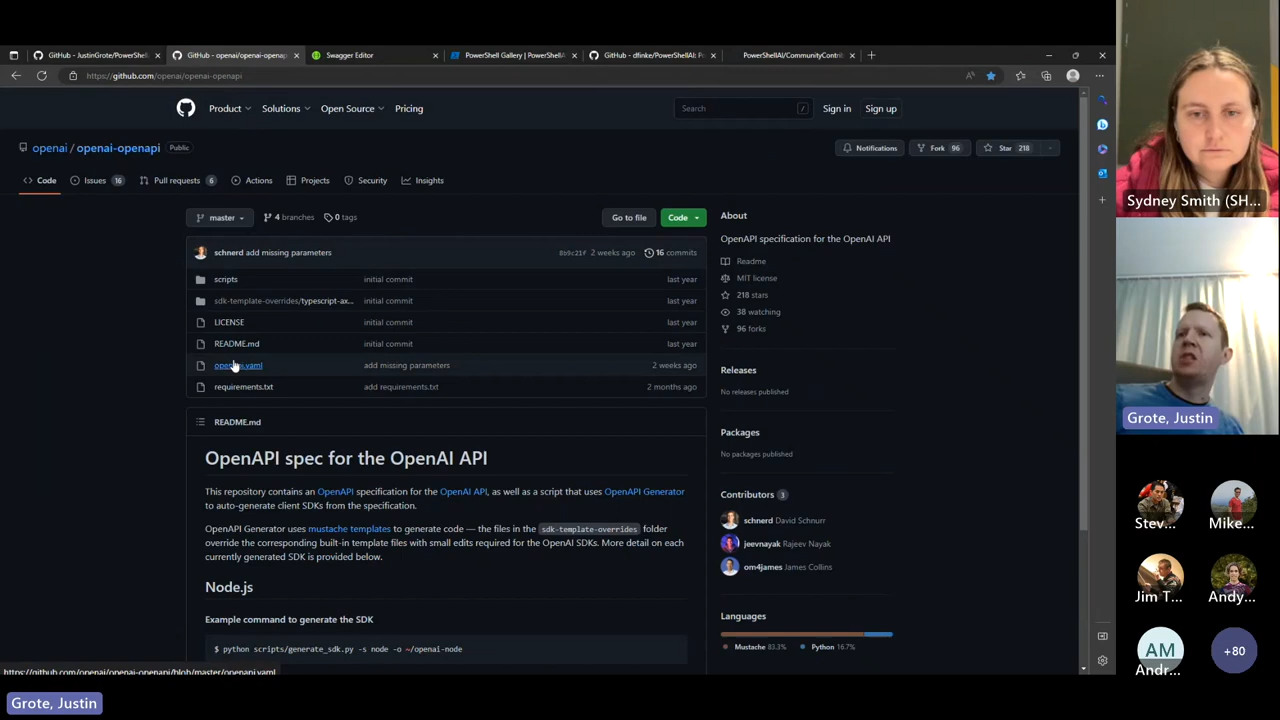 GitHub - JustinGrote/PowerShell
GitHub - openai/openai-openapi
Swagger Editor
PowerShell Gallery | PowerShellA
GitHub - dfinke/PowerShellAI: P
PowerShellAI/CommunityContrib
https://github.com/openai/openai-openapi
Product
Solutions
Open Source
Pricing
Search
/
Sign in
Sign up
openai / openai-openapi
Public
Notifications
Fork 96
Star 218
Code
Issues 16
Pull requests 6
Actions
Projects
Security
Insights
master
4 branches
0 tags
Go to file
Code
schnerd add missing parameters
8b9c21f 2 weeks ago
16 commits
scripts
initial commit
last year
sdk-template-overrides/typescript-ax...
initial commit
last year
LICENSE
initial commit
last year
README.md
initial commit
last year
openapi.yaml
add missing parameters
2 weeks ago
requirements.txt
add requirements.txt
2 months ago
README.md
OpenAPI spec for the OpenAI API
This repository contains an OpenAPI specification for the OpenAI API, as well as a script that uses OpenAPI Generator
to auto-generate client SDKs from the specification.
OpenAPI Generator uses mustache templates to generate code — the files in the sdk-template-overrides folder
override the corresponding built-in template files with small edits required for the OpenAI SDKs. More detail on each
currently generated SDK is provided below.
Node.js
Example command to generate the SDK
$ python scripts/generate_sdk.py -s node -o ~/openai-node
About
OpenAPI specification for the OpenAI API
Readme
MIT license
218 stars
38 watching
96 forks
Releases
No releases published
Packages
No packages published
Contributors 3
schnerd David Schnurr
jeevnayak Rajeev Nayak
om4james James Collins
Languages
Mustache 83.3%
Python 16.7%
https://github.com/openai/openai-openapi/blob/master/openapi.yaml
Grote, Justin
Sydney Smith (SH...
Grote, Justin
Stev...
Mike...
Jim T...
Andy...
AM
Andr...
+80